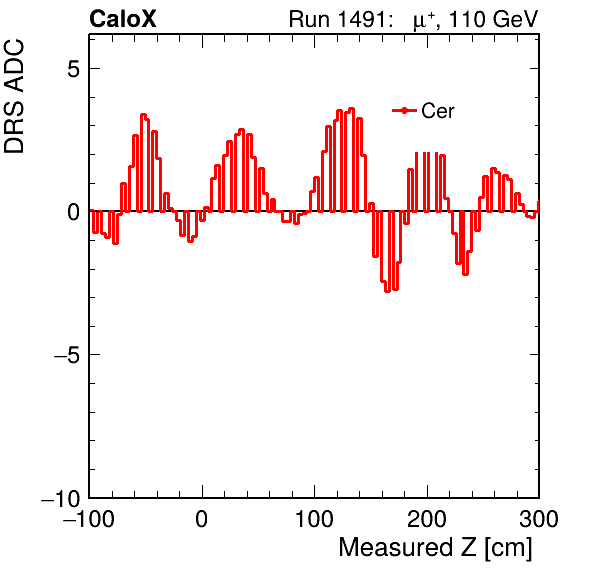 CaloX
Run 1491: μ⁺, 110 GeV
DRS ADC
Cer
5
0
−5
−10
−100
0
100
200
300
Measured Z [cm]